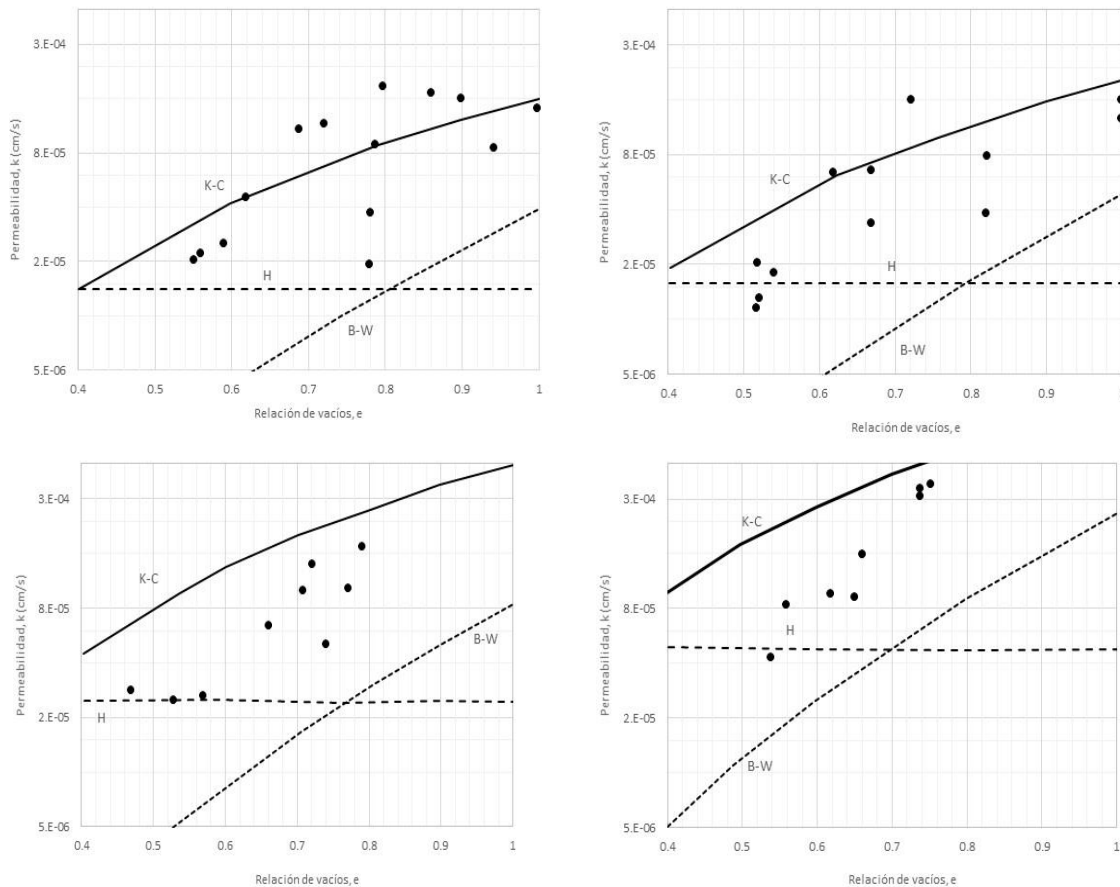 3.E-04
8.E-05
2.E-05
5.E-06
Permeabilidad, k (cm/s)
K-C
H
B-W
0.4 0.5 0.6 0.7 0.8 0.9 1
Relación de vacíos, e
3.E-04
8.E-05
2.E-05
5.E-06
Permeabilidad, k (cm/s)
K-C
H
B-W
0.4 0.5 0.6 0.7 0.8 0.9
Relación de vacíos, e
3.E-04
8.E-05
2.E-05
5.E-06
Permeabilidad, k (cm/s)
K-C
B-W
H
0.4 0.5 0.6 0.7 0.8 0.9 1
Relación de vacíos, e
3.E-04
8.E-05
2.E-05
5.E-06
Permeabilidad, k (cm/s)
K-C
H
B-W
0.4 0.5 0.6 0.7 0.8 0.9 1
Relación de vacíos, e